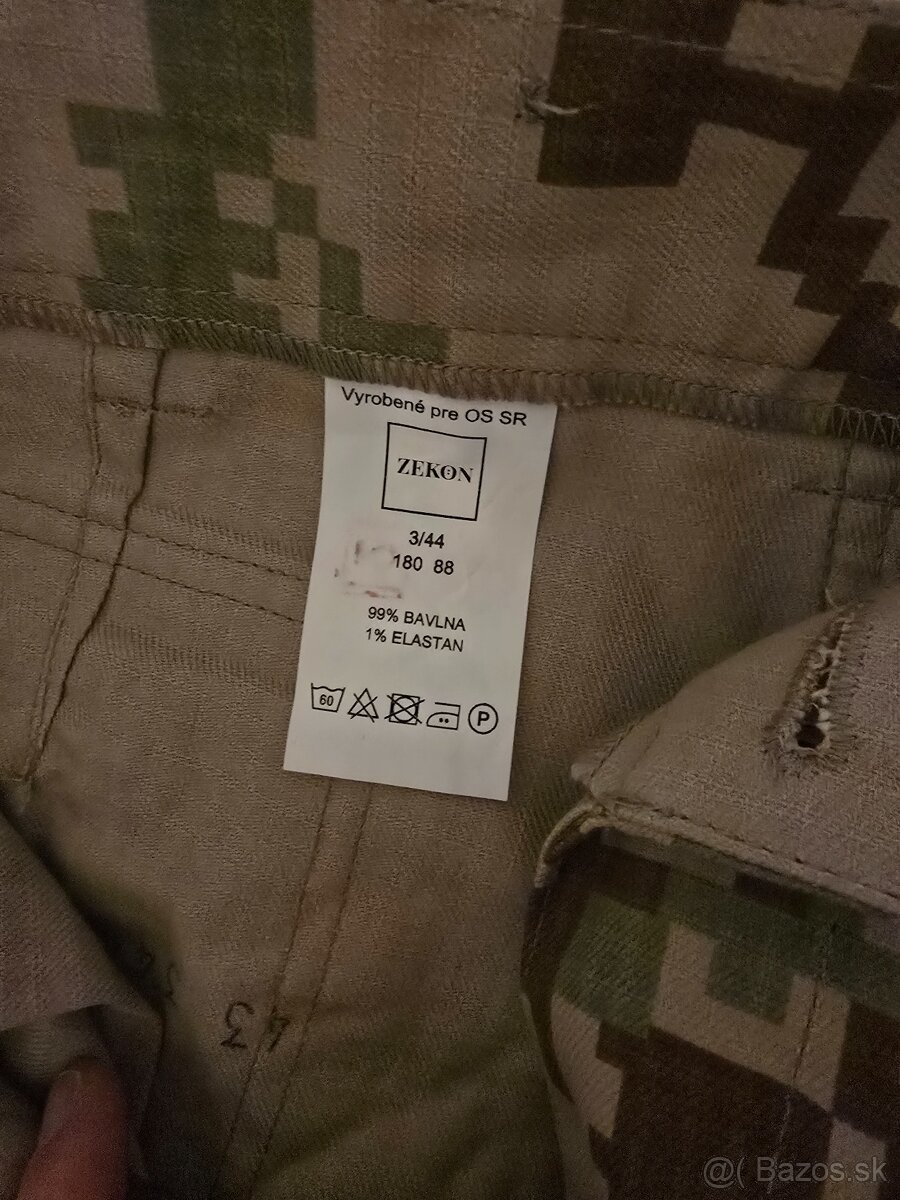 Vyrobené pre OS SR
ZEKON
3/44
180 88
99% BAVLNA
1% ELASTAN
60
P
@( Bazos.sk